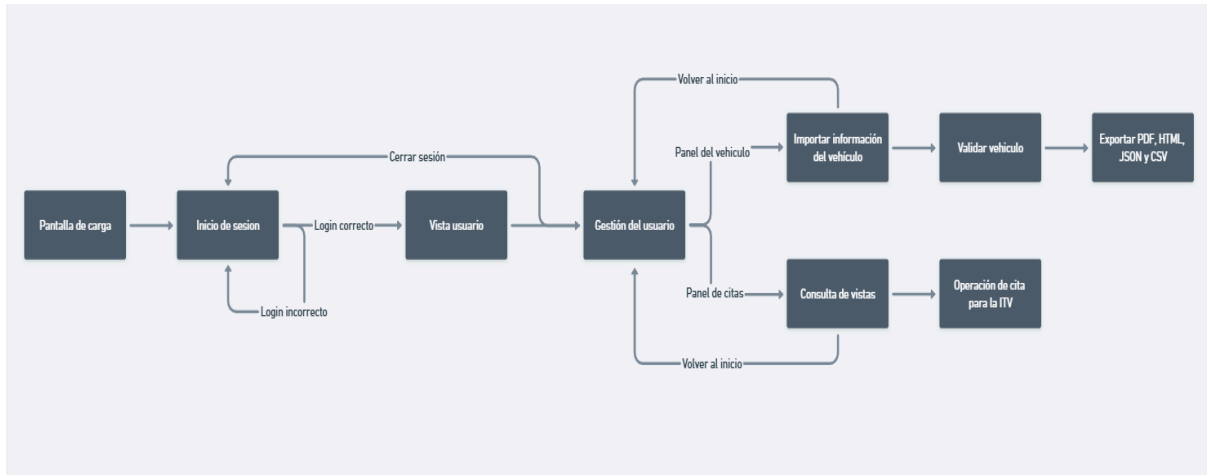 Volver al inicio
Importar información
del vehículo
Validar vehiculo
Exportar PDF, HTML,
JSON y CSV
Panel del vehiculo
Cerrar sesión
Pantalla de carga
Inicio de sesion
Login correcto
Vista usuario
Gestión del usuario
Login incorrecto
Panel de citas
Consulta de vistas
Operación de cita
para la ITV
Volver al inicio